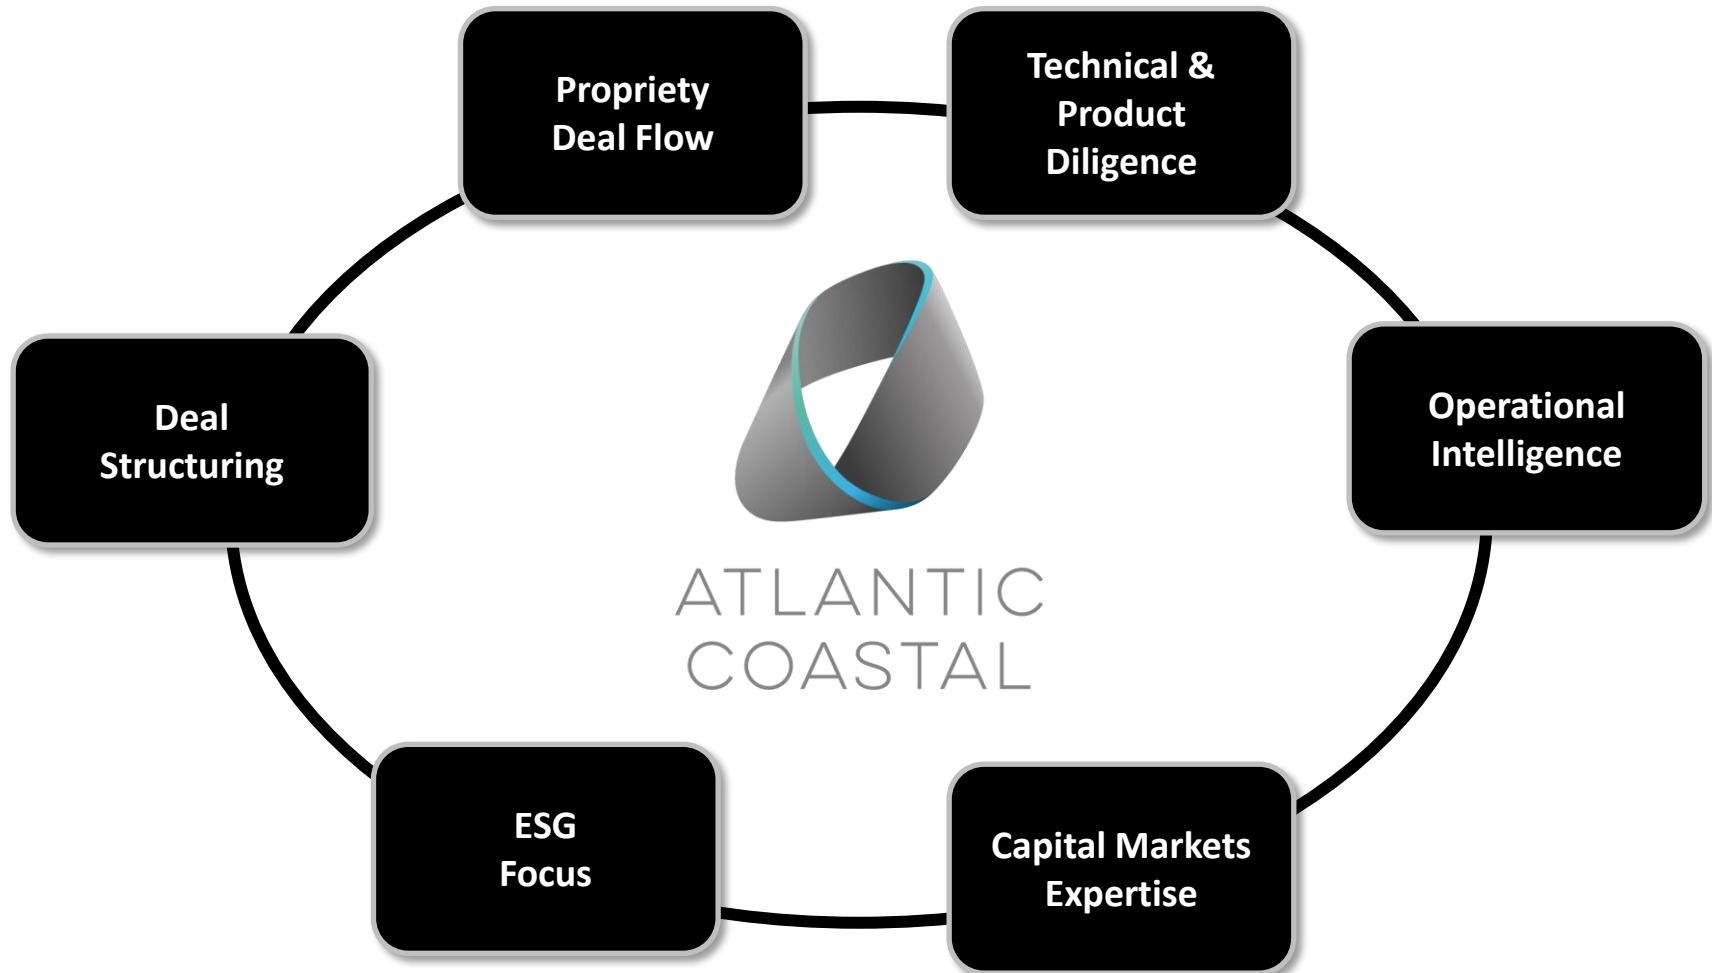 Propriety
Deal Flow
Technical &
Product
Diligence
Deal
Structuring
Operational
Intelligence
ATLANTIC
COASTAL
ESG
Focus
Capital Markets
Expertise